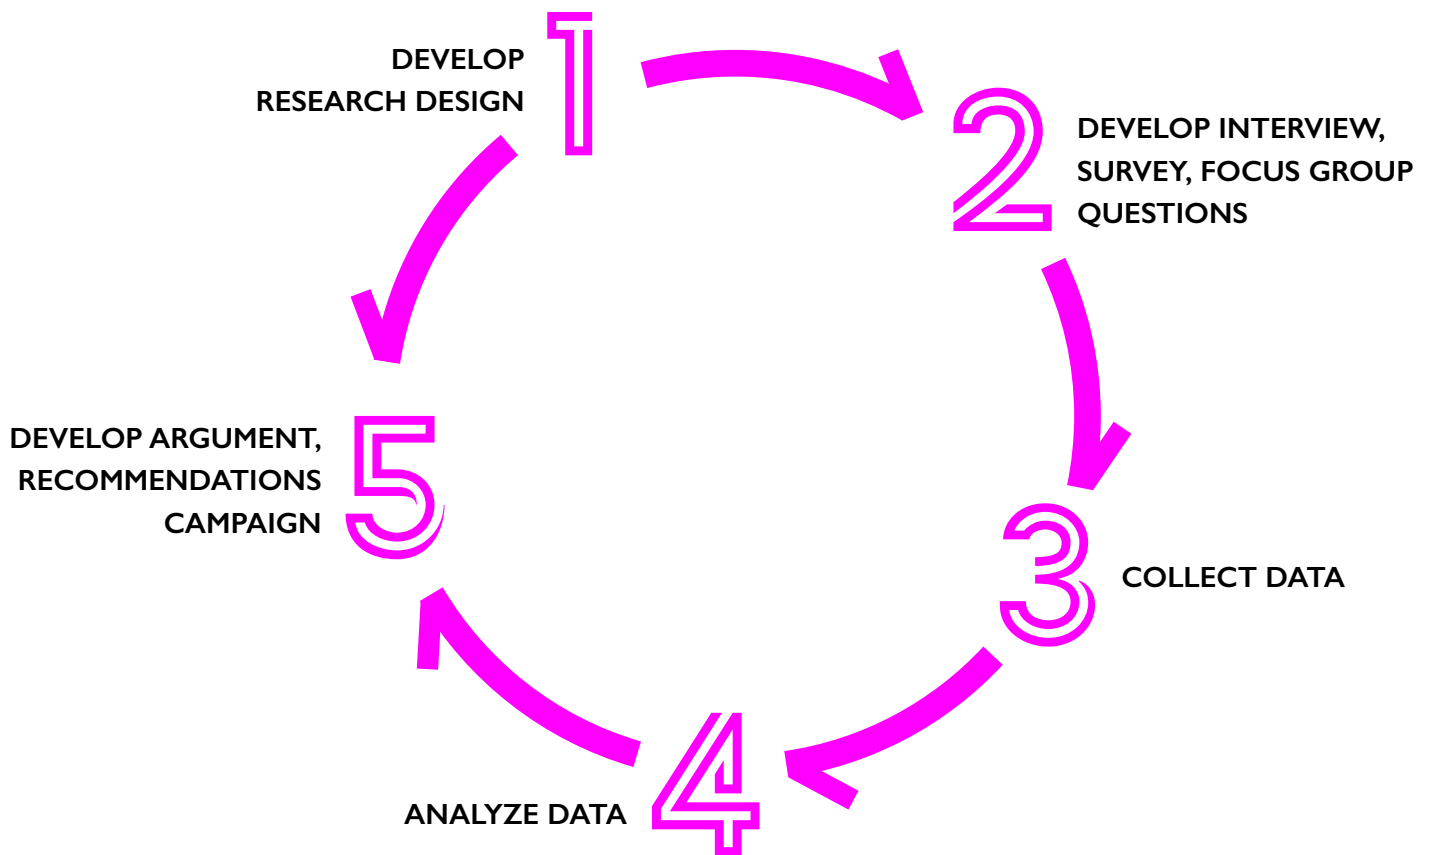 1
DEVELOP
RESEARCH DESIGN
2
DEVELOP INTERVIEW,
SURVEY, FOCUS GROUP
QUESTIONS
3
COLLECT DATA
4
ANALYZE DATA
5
DEVELOP ARGUMENT,
RECOMMENDATIONS
CAMPAIGN